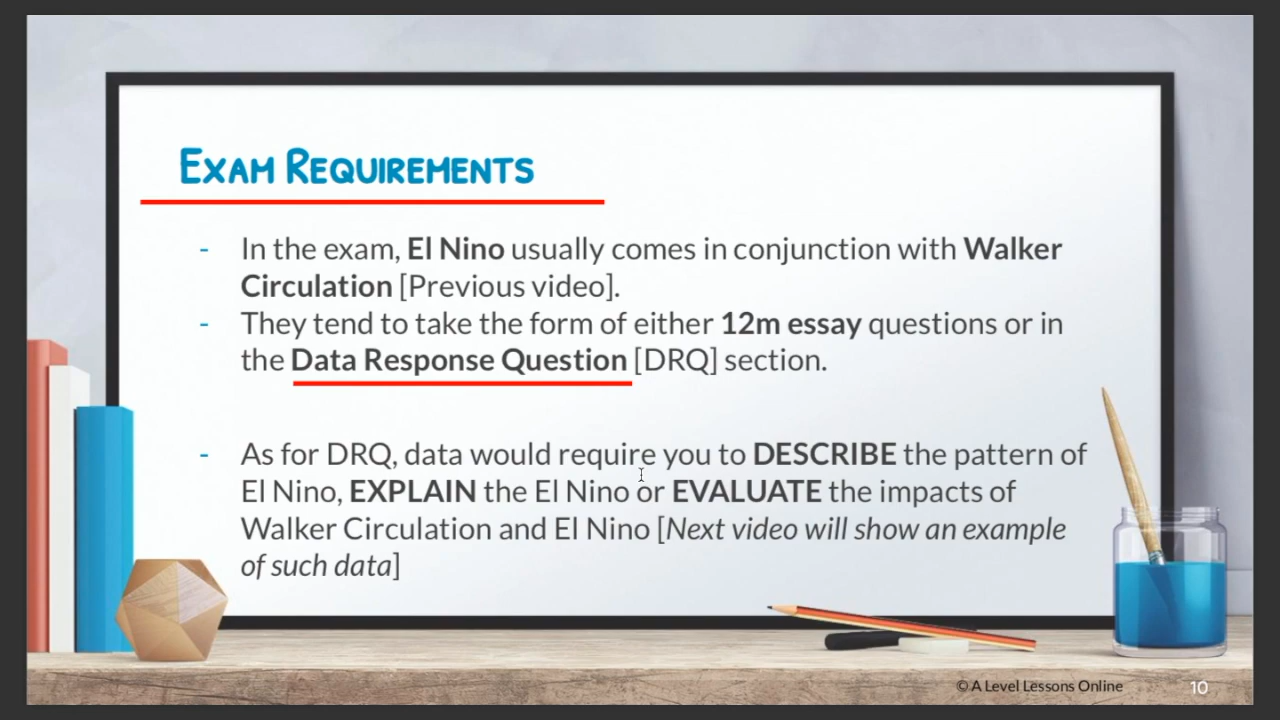 Exam Requirements
- In the exam, El Nino usually comes in conjunction with Walker
Circulation [Previous video].
- They tend to take the form of either 12m essay questions or in
the Data Response Question [DRQ] section.
- As for DRQ, data would require you to DESCRIBE the pattern of
El Nino, EXPLAIN the El Nino or EVALUATE the impacts of
Walker Circulation and El Nino [Next video will show an example
of such data]
© A Level Lessons Online
10